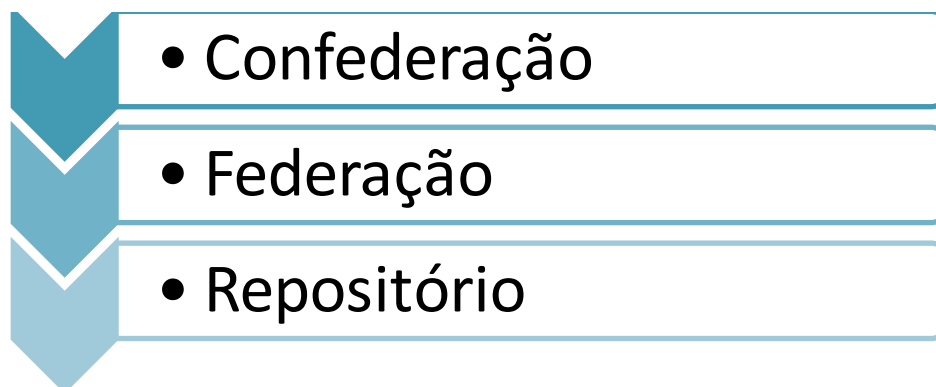 • Confederação
• Federação
• Repositório